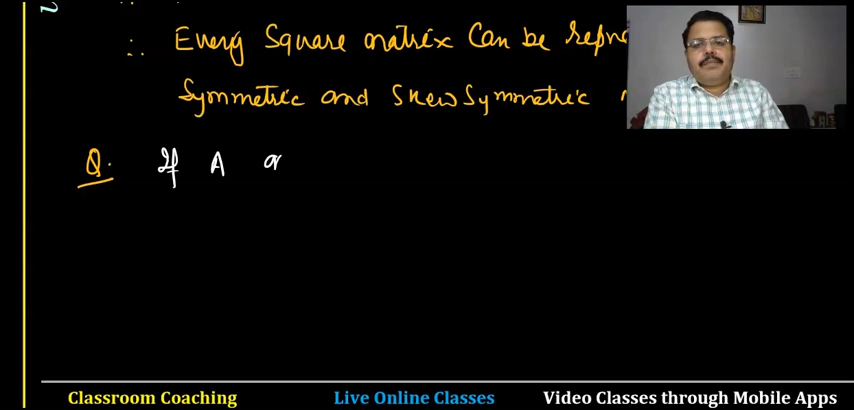 ∴ Every Square matrix Can be
Symmetric and Skew Symmetric
Q. If A
Classroom Coaching Live Online Classes Video Classes through Mobile Apps